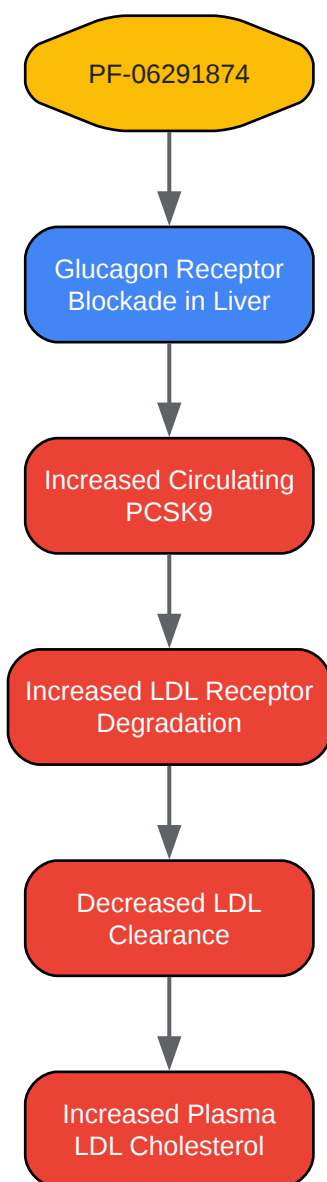 PF-06291874
Glucagon Receptor
Blockade in Liver
Increased Circulating
PCSK9
Increased LDL Receptor
Degradation
Decreased LDL
Clearance
Increased Plasma
LDL Cholesterol